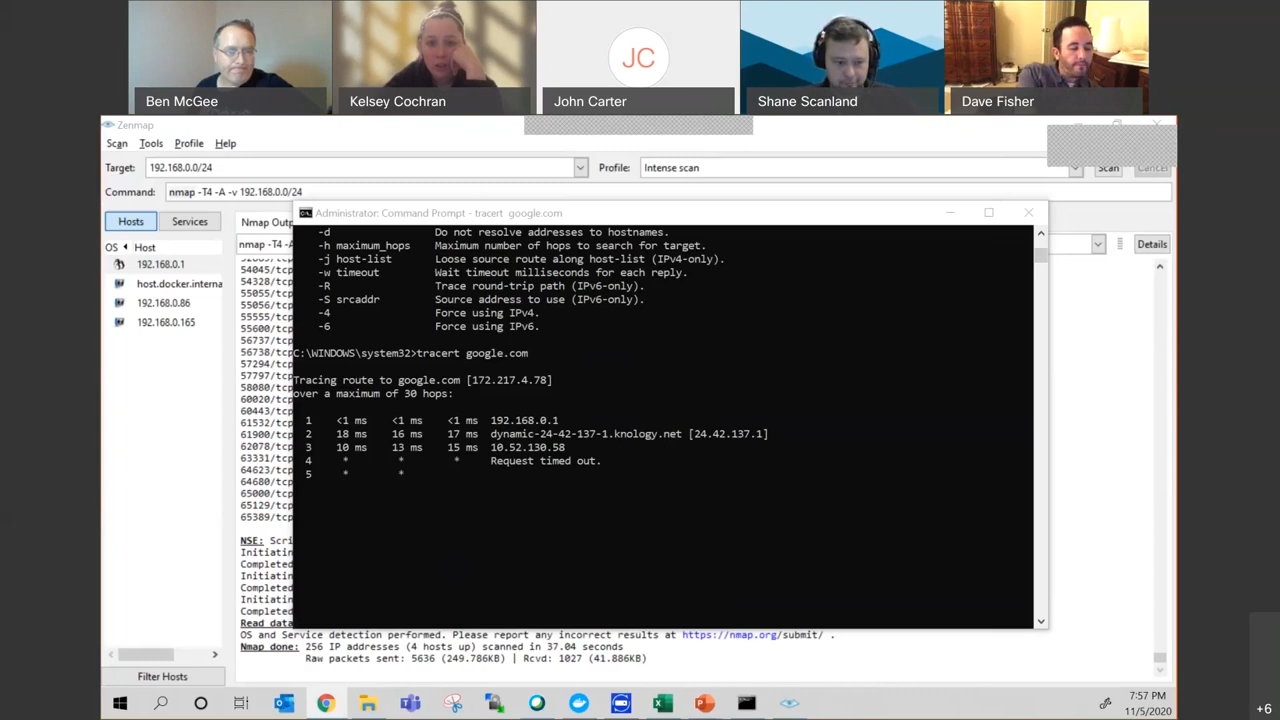 JC
Ben McGee
Kelsey Cochran
John Carter
Shane Scanland
Dave Fisher
Zenmap
Scan Tools Profile Help
Target: 192.168.0.0/24 Profile: Intense scan Scan Cancel
Command: nmap -T4 -A -v 192.168.0.0/24
Hosts Services Nmap Outp
nmap -T4 -A Details
OS Host
192.168.0.1
host.docker.interna
192.168.0.86
192.168.0.165
Administrator: Command Prompt - tracert google.com
-d Do not resolve addresses to hostnames.
-h maximum_hops Maximum number of hops to search for target.
-j host-list Loose source route along host-list (IPv4-only).
-w timeout Wait timeout milliseconds for each reply.
-R Trace round-trip path (IPv6-only).
-S srcaddr Source address to use (IPv6-only).
-4 Force using IPv4.
-6 Force using IPv6.
C:\WINDOWS\system32>tracert google.com
Tracing route to google.com [172.217.4.78]
over a maximum of 30 hops:
1 <1 ms <1 ms <1 ms 192.168.0.1
2 18 ms 16 ms 17 ms dynamic-24-42-137-1.knology.net [24.42.137.1]
3 10 ms 13 ms 15 ms 10.52.130.58
4 * * * Request timed out.
5 * *
54045/tcp
54328/tcp
55055/tcp
55056/tcp
55555/tcp
55600/tcp
56737/tcp
56738/tcp
57294/tcp
57797/tcp
58080/tcp
60020/tcp
60443/tcp
61532/tcp
61900/tcp
62078/tcp
63331/tcp
64623/tcp
64680/tcp
65000/tcp
65129/tcp
65389/tcp
NSE: Scri
Initiatin
Completed
Initiatin
Completed
Initiatin
Completed
Read data
OS and Service detection performed. Please report any incorrect results at https://nmap.org/submit/ .
Nmap done: 256 IP addresses (4 hosts up) scanned in 37.04 seconds
Raw packets sent: 5636 (249.786KB) | Rcvd: 1027 (41.886KB)
Filter Hosts
7:57 PM
11/5/2020
+6